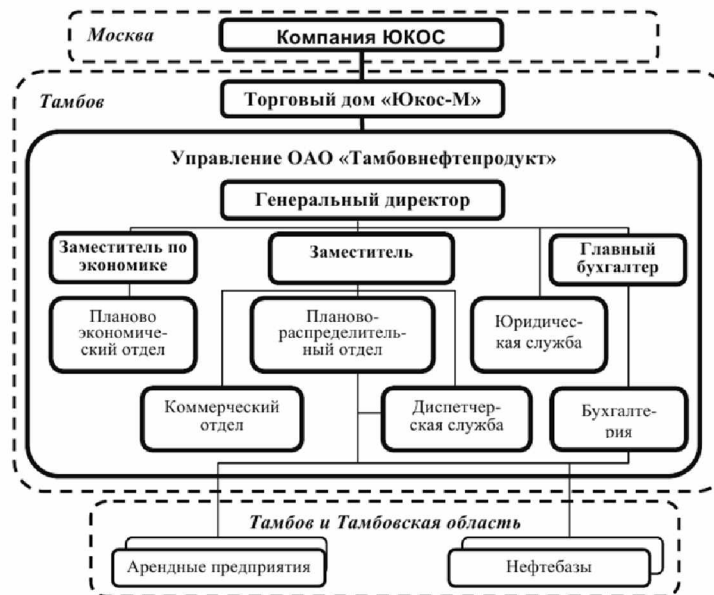 Москва
Компания ЮКОС
Тамбов
Торговый дом «Юкос-М»
Управление ОАО «Тамбовнефтепродукт»
Генеральный директор
Заместитель по
экономике
Заместитель
Главный
бухгалтер
Планово
экономичес-
кий отдел
Планово-
распределитель-
ный отдел
Юридичес-
кая служба
Коммерческий
отдел
Диспетчер-
ская служба
Бухгалте-
рия
Тамбов и Тамбовская область
Арендные предприятия
Нефтебазы